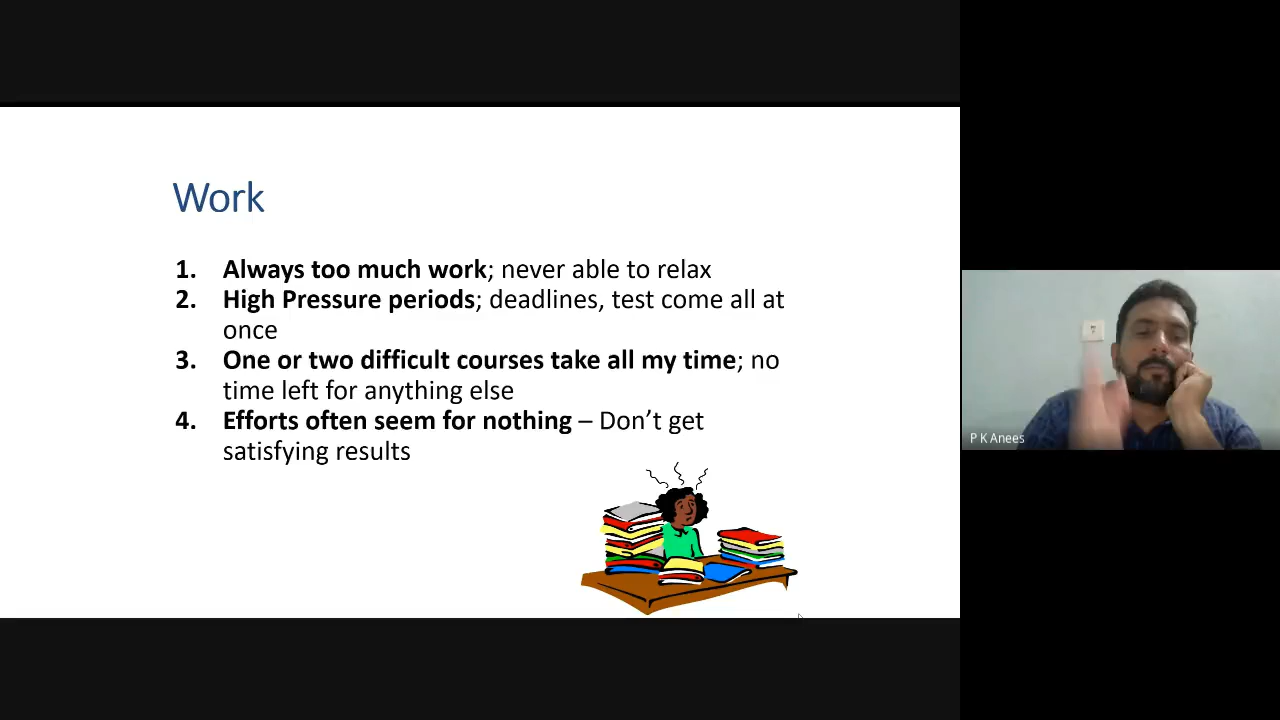 Work
1. Always too much work; never able to relax
2. High Pressure periods; deadlines, test come all at
once
3. One or two difficult courses take all my time; no
time left for anything else
4. Efforts often seem for nothing – Don’t get
satisfying results
P K Anees